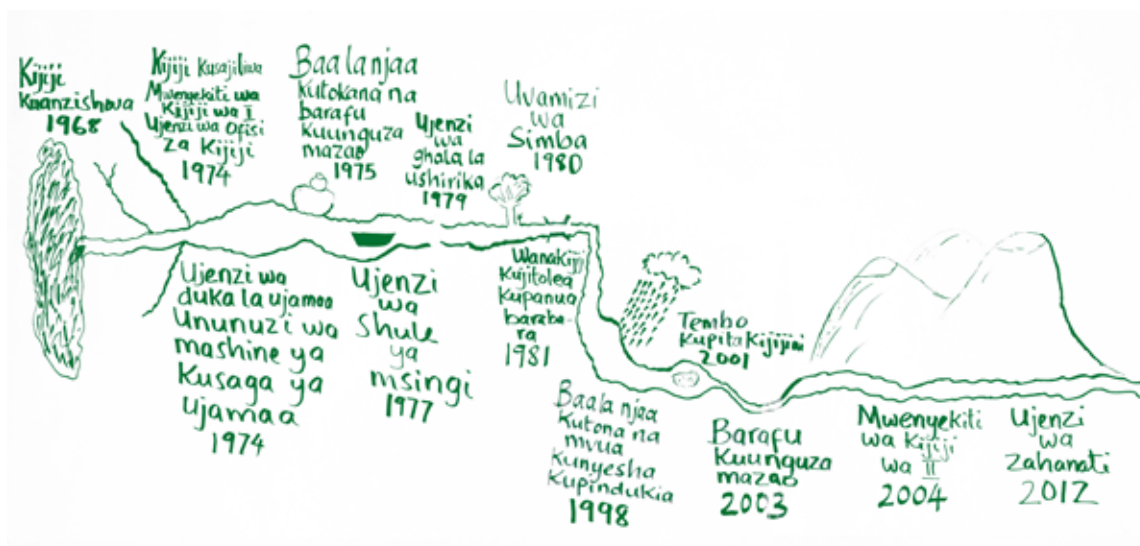 Kijiji
Kuanzishwa
1968
Kijiji Kusajiliwa
Mwenyekiti wa
Kijiji wa I
Ujenzi wa Ofisi
za Kijiji
1974
Baa la njaa
kutokana na
barafu
kuunguza
mazao
1975
Ujenzi
wa
ghala la
ushirika
1979
Uvamizi
wa
Simba
1980
Ujenzi wa
duka la ujamaa
Ununuzi wa
mashine ya
Kusaga ya
Ujamaa
1974
Ujenzi
wa
Shule
ya
msingi
1977
Wanakijiji
Kujitolea
Kupanua
baraba-
ra
1981
Baala njaa
Kutona na
mvua
Kunyesha
Kupindukia
1998
Tembo
Kupita Kijijini
2001
Barafu
Kuunguza
mazao
2003
Mwenyekiti
wa Kijiji
wa II
2004
Ujenzi
wa
Zahanati
2012